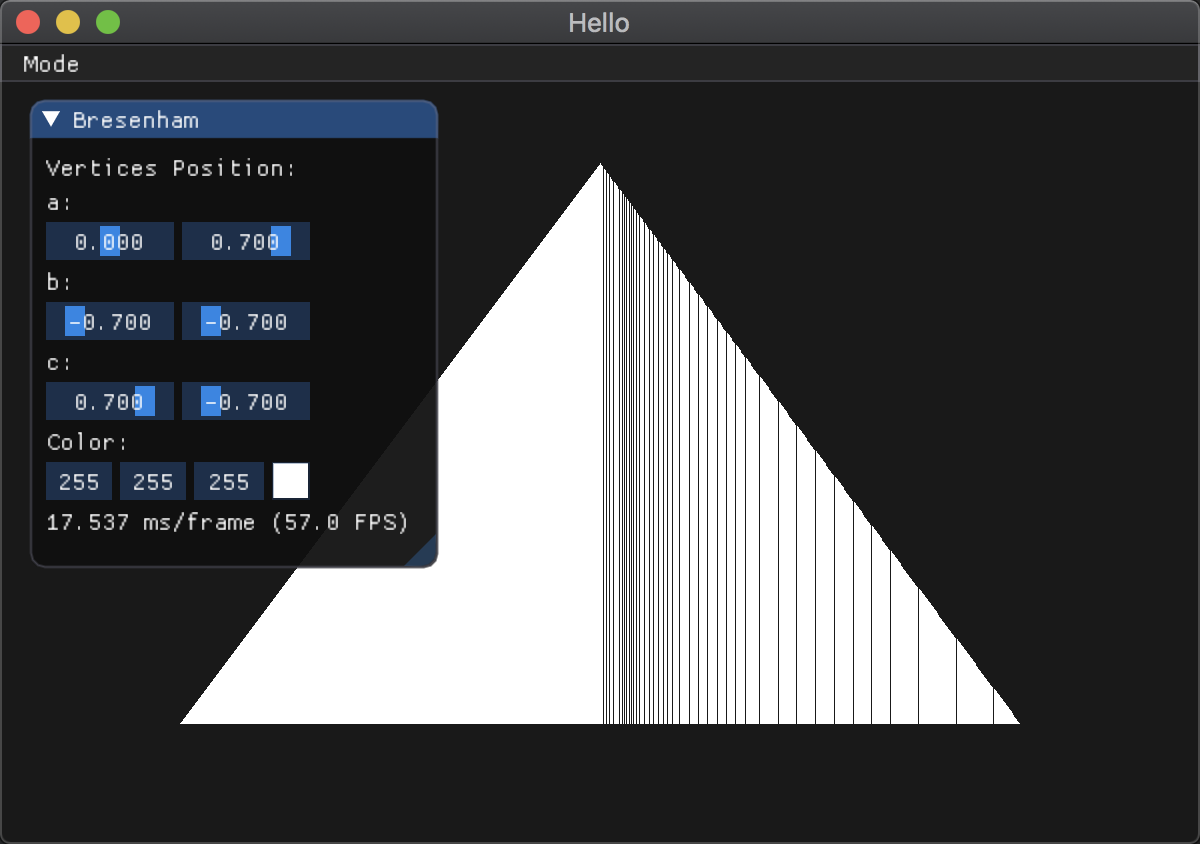 Hello
Mode
Bresenham
Vertices Position:
a:
0.000 0.700
b:
-0.700 -0.700
c:
0.700 -0.700
Color:
255 255 255
17.537 ms/frame (57.0 FPS)